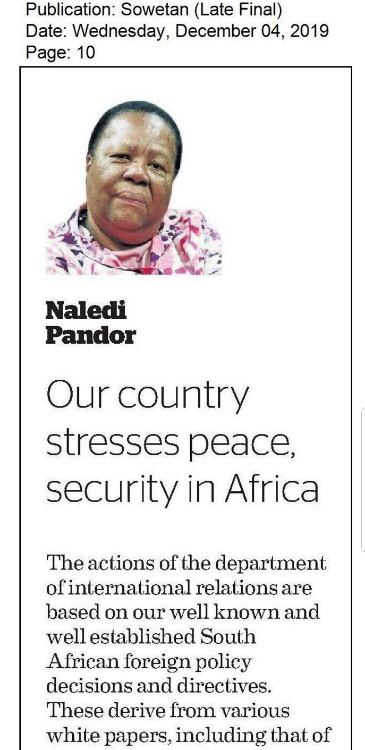 Publication: Sowetan (Late Final)
Date: Wednesday, December 04, 2019
Page: 10
Naledi
Pandor
Our country
stresses peace,
security in Africa
The actions of the department
of international relations are
based on our well known and
well established South
African foreign policy
decisions and directives.
These derive from various
white papers, including that of